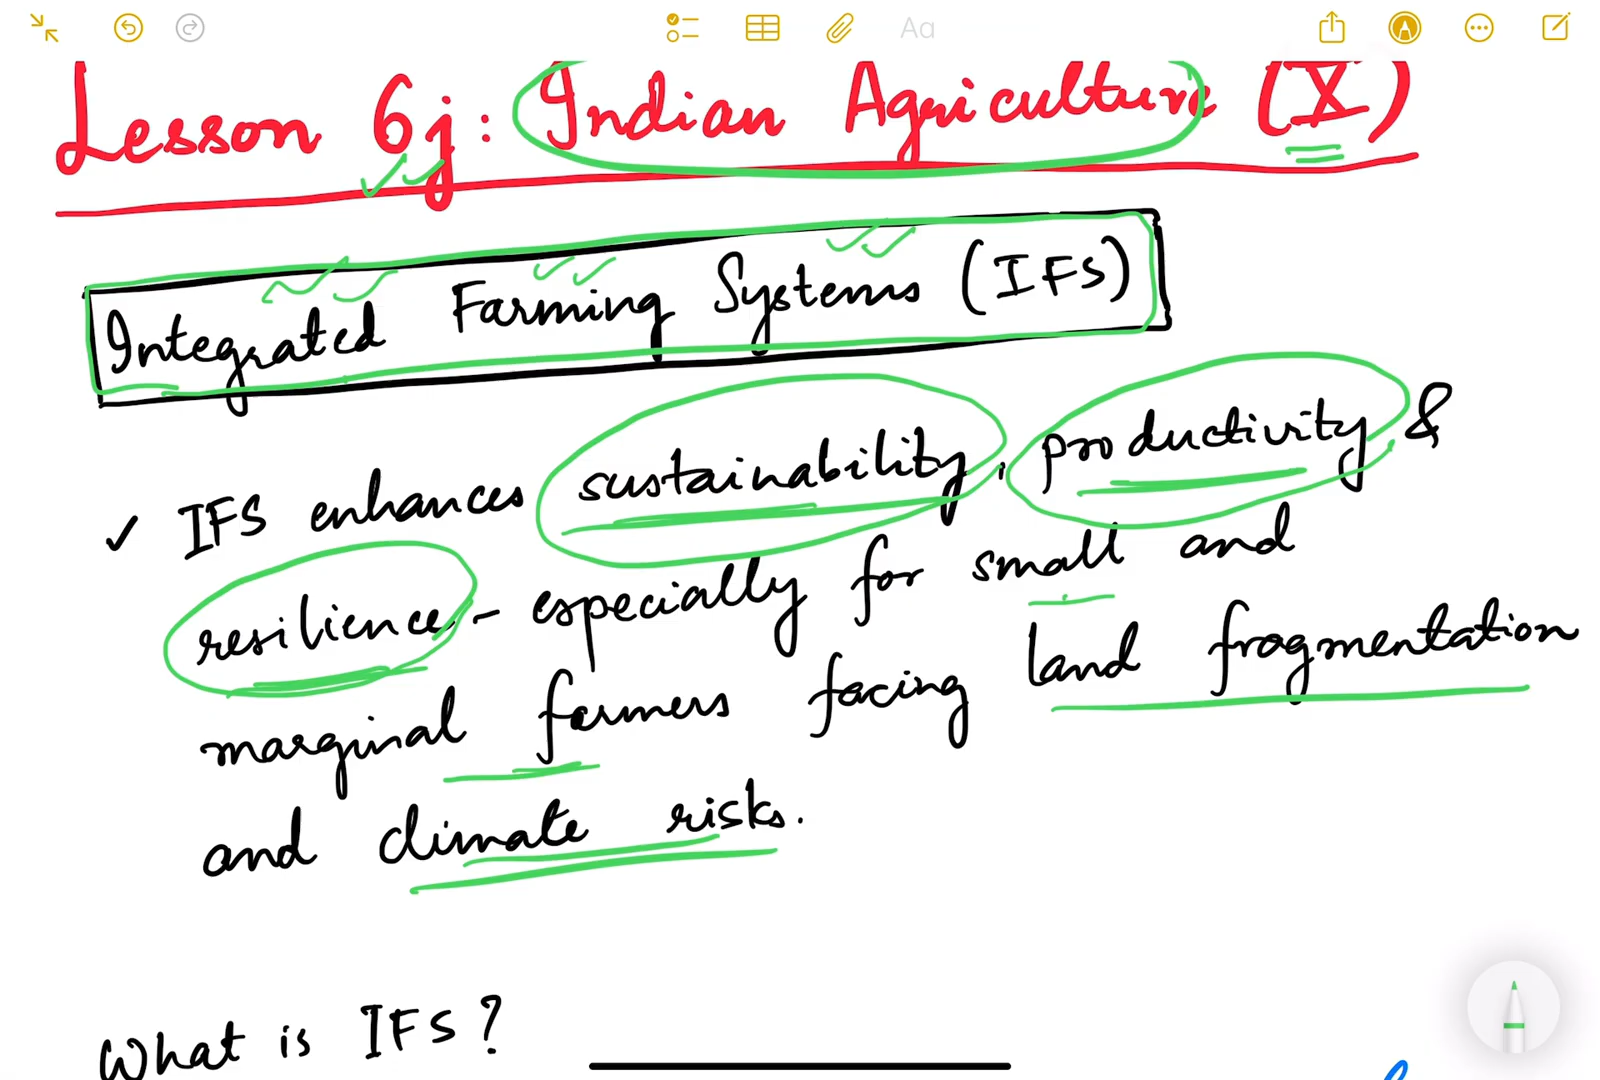 Aa
Lesson 6j: Indian Agriculture (X)
Integrated Farming Systems (IFS)
✓ IFS enhances sustainability, productivity &
resilience - especially for small and
marginal farmers facing land fragmentation
and climate risks.
What is IFS?